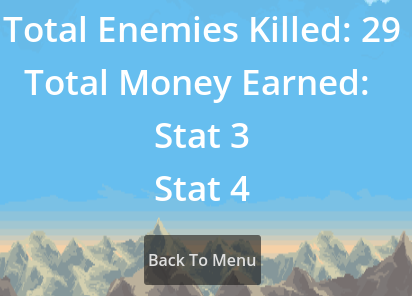 Total Enemies Killed: 29
Total Money Earned:
Stat 3
Stat 4
Back To Menu